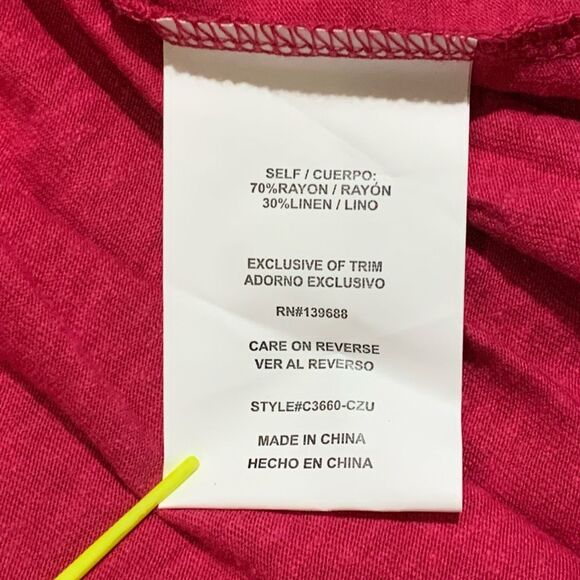 SELF / CUERPO:
70%RAYON / RAYÓN
30%LINEN / LINO
EXCLUSIVE OF TRIM
ADORNO EXCLUSIVO
RN#139688
CARE ON REVERSE
VER AL REVERSO
STYLE#C3660-CZU
MADE IN CHINA
HECHO EN CHINA